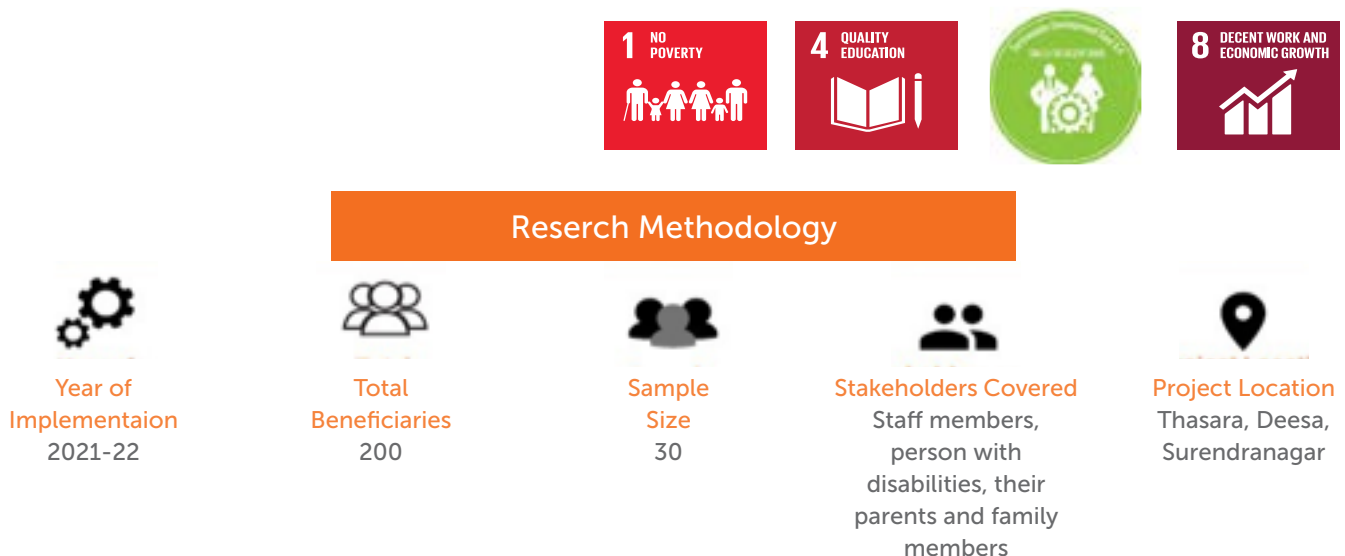 1 NO
POVERTY
4 QUALITY
EDUCATION
8 DECENT WORK AND
ECONOMIC GROWTH
Reserch Methodology
Year of
Implementaion
2021-22
Total
Beneficiaries
200
Sample
Size
30
Stakeholders Covered
Staff members,
person with
disabilities, their
parents and family
members
Project Location
Thasara, Deesa,
Surendranagar